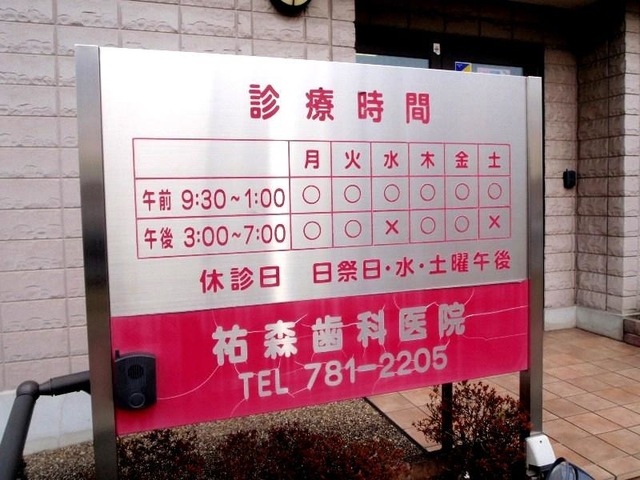 診療時間
月 火 水 木 金 土
午前 9:30~1:00 ○ ○ ○ ○ ○ ○
午後 3:00~7:00 ○ ○ × ○ ○ ×
休診日 日祭日・水・土曜午後
祐森歯科医院
TEL 781-2205